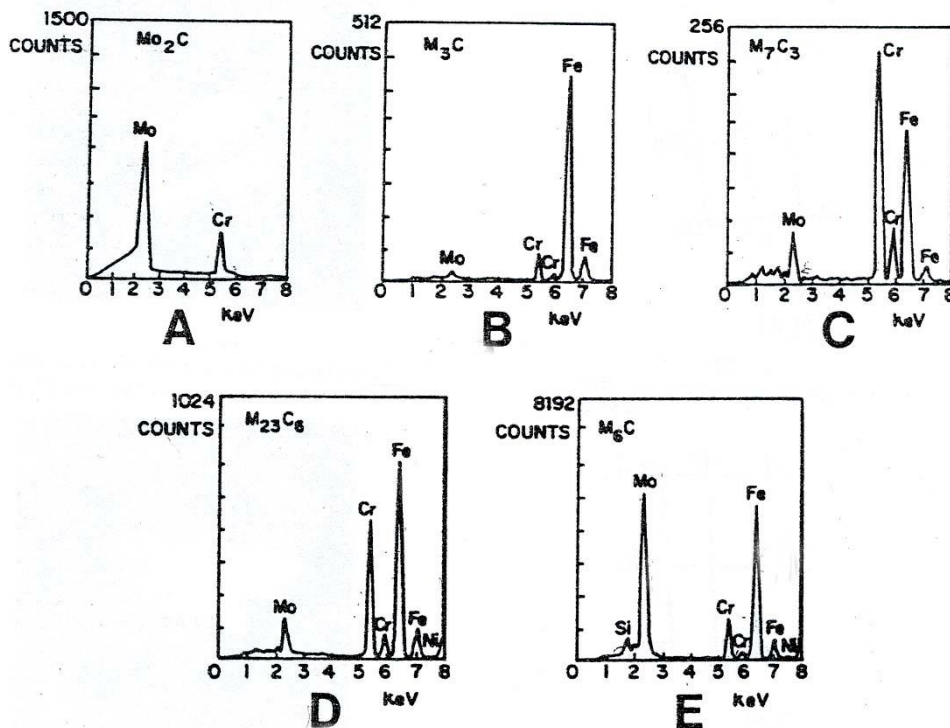 1500
COUNTS
Mo₂C
Mo
Cr
0 1 2 3 4 5 6 7 8
KeV
A
512
COUNTS
M₃C
Fe
Mo
Cr
Cr
Fe
0 1 2 3 4 5 6 7 8
KeV
B
256
COUNTS
M₇C₃
Cr
Fe
Mo
Cr
Fe
0 1 2 3 4 5 6 7 8
KeV
C
1024
COUNTS
M₂₃C₆
Fe
Cr
Mo
Cr
Fe
Ni
0 1 2 3 4 5 6 7 8
KeV
D
8192
COUNTS
M₆C
Mo
Fe
Si
Cr
Cr
Fe
Ni
0 1 2 3 4 5 6 7 8
KeV
E